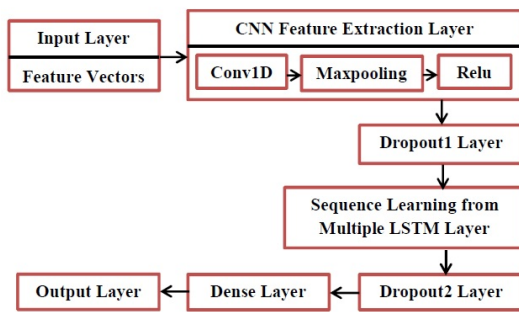 Input Layer
Feature Vectors
CNN Feature Extraction Layer
Conv1D
Maxpooling
Relu
Dropout1 Layer
Sequence Learning from
Multiple LSTM Layer
Dropout2 Layer
Dense Layer
Output Layer